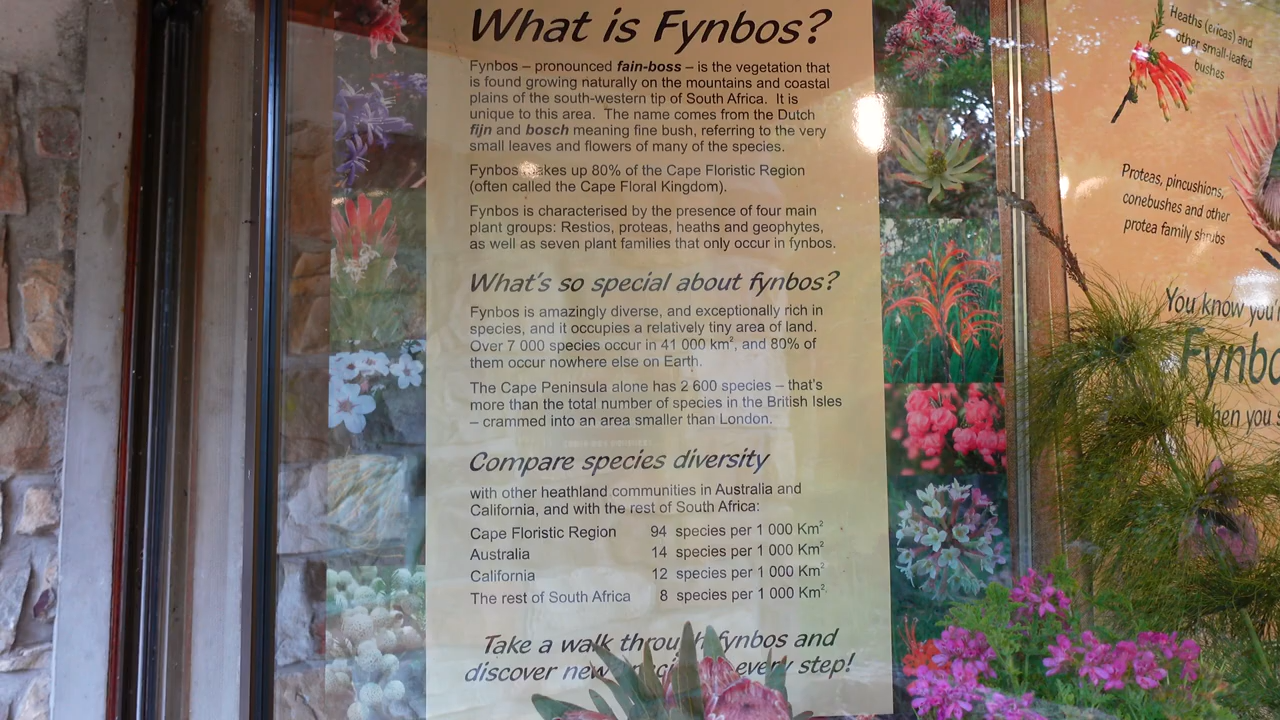 What is Fynbos?
Fynbos – pronounced fain-boss – is the vegetation that
is found growing naturally on the mountains and coastal
plains of the south-western tip of South Africa. It is
unique to this area. The name comes from the Dutch
fijn and bosch meaning fine bush, referring to the very
small leaves and flowers of many of the species.
Fynbos makes up 80% of the Cape Floristic Region
(often called the Cape Floral Kingdom).
Fynbos is characterised by the presence of four main
plant groups: Restios, proteas, heaths and geophytes,
as well as seven plant families that only occur in fynbos.
What's so special about fynbos?
Fynbos is amazingly diverse, and exceptionally rich in
species, and it occupies a relatively tiny area of land.
Over 7 000 species occur in 41 000 km², and 80% of
them occur nowhere else on Earth.
The Cape Peninsula alone has 2 600 species – that's
more than the total number of species in the British Isles
– crammed into an area smaller than London.
Compare species diversity
with other heathland communities in Australia and
California, and with the rest of South Africa:
Cape Floristic Region 94 species per 1 000 Km²
Australia 14 species per 1 000 Km²
California 12 species per 1 000 Km²
The rest of South Africa 8 species per 1 000 Km²
Take a walk through fynbos and
discover new every step!
Heaths (ericas) and
other small-leafed
bushes
Proteas, pincushions,
conebushes and other
protea family shrubs
You know
Fynbo
when you s